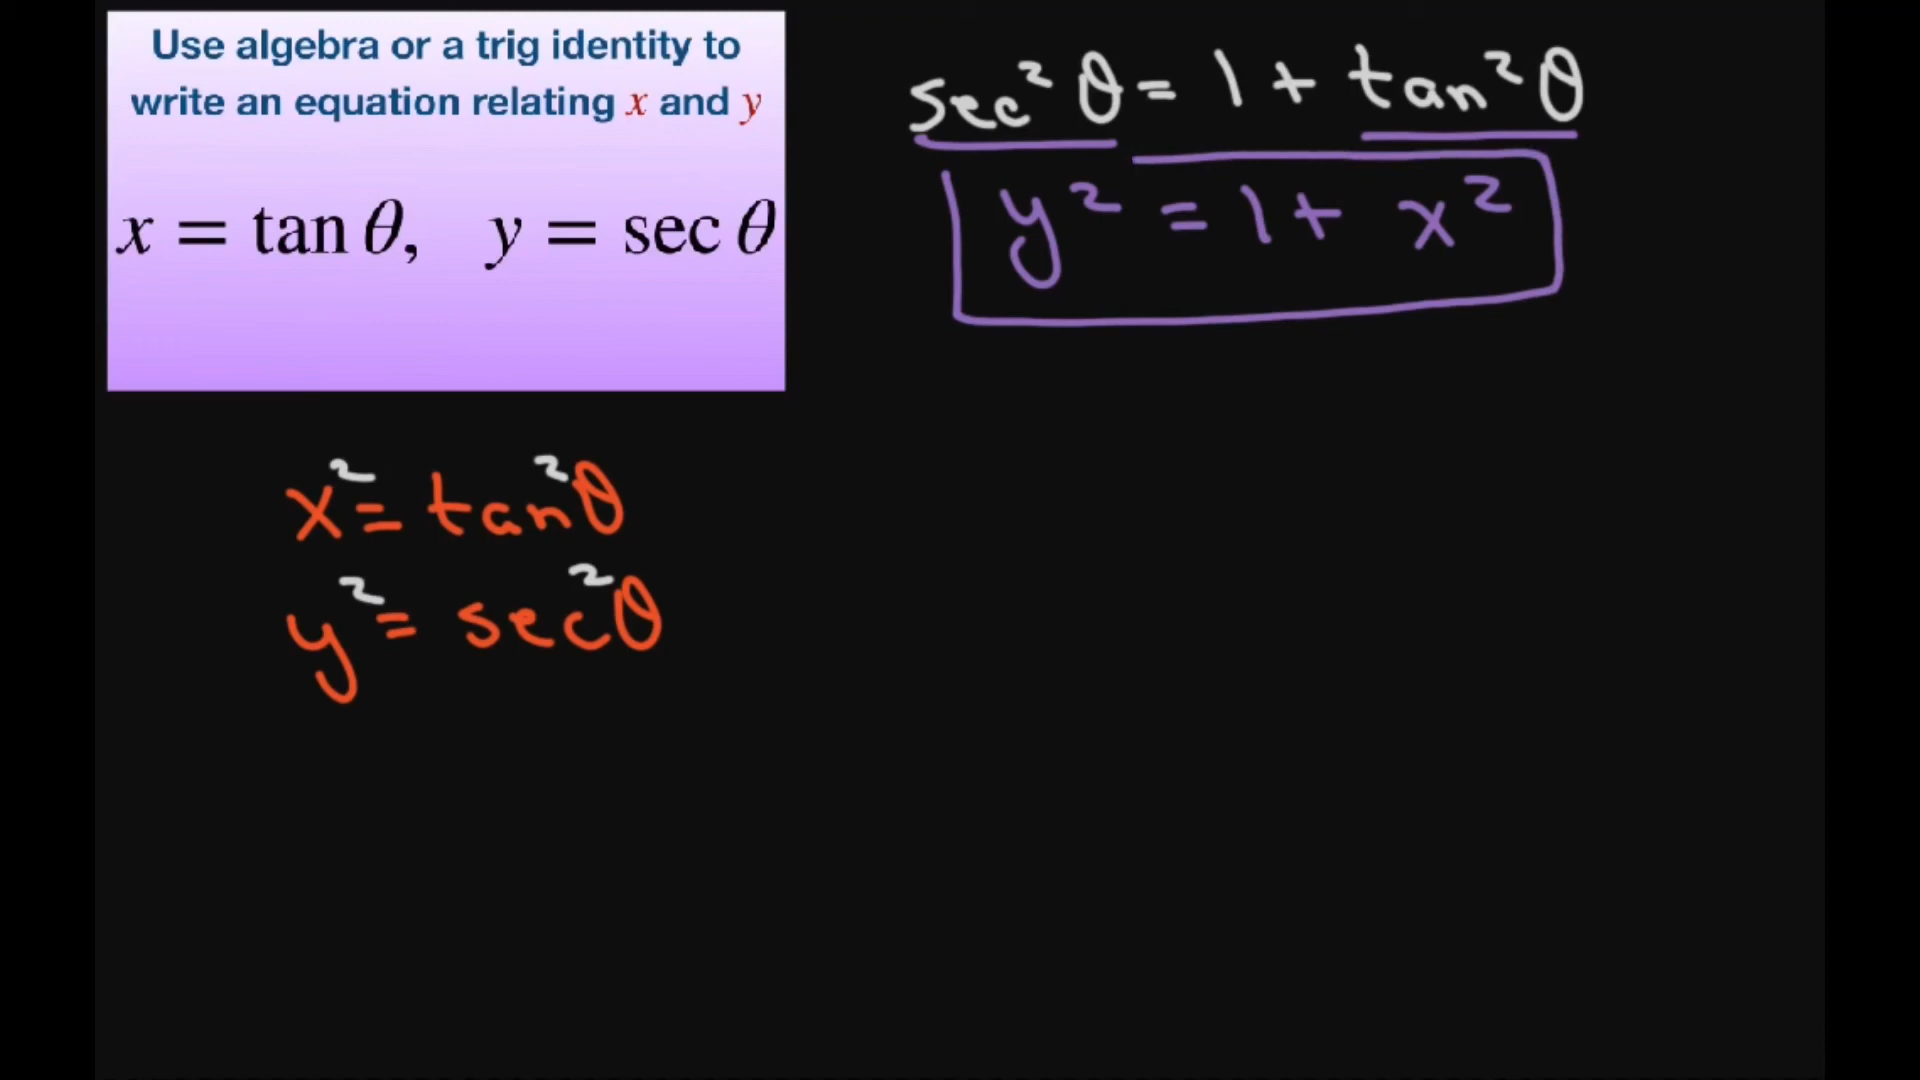 Use algebra or a trig identity to
write an equation relating x and y
x = tan θ, y = sec θ
sec² θ = 1 + tan² θ
y² = 1 + x²
x² = tan² θ
y² = sec² θ